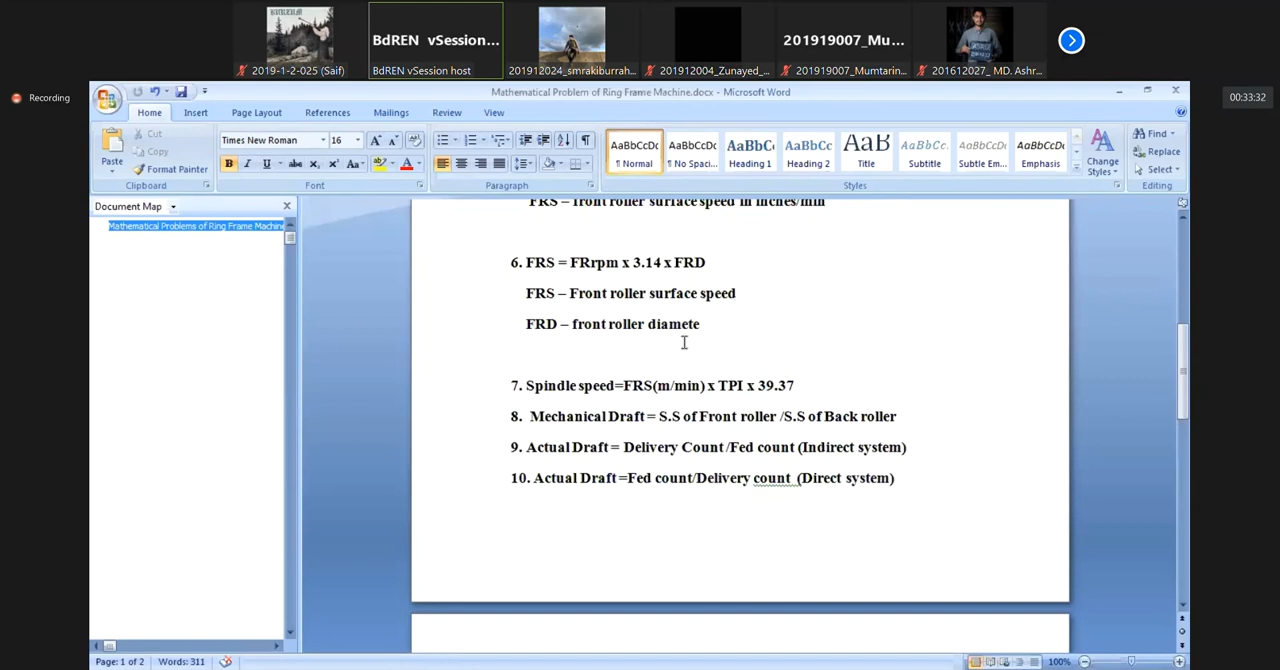 BdREN vSession...
201919007_Mu...
2019-1-2-025 (Saif)
BdREN vSession host
201912024_smrakiburrah...
201912004_Zunayed_...
201919007_Mumtarin...
201612027_ MD. Ashr...
Recording
00:33:32
Mathematical Problem of Ring Frame Machine.docx - Microsoft Word
Home Insert Page Layout References Mailings Review View
Paste
Cut
Copy
Format Painter
Clipboard
Times New Roman 16
Font
Paragraph
AaBbCcDc AaBbCcDc AaBbC AaBbCc AaB AaBbCc. AaBbCcDc AaBbCcDc
¶ Normal ¶ No Spaci... Heading 1 Heading 2 Title Subtitle Subtle Em... Emphasis
Change Styles
Styles
Find
Replace
Select
Editing
Document Map
Mathematical Problems of Ring Frame Machine
FRS – front roller surface speed in inches/min
6. FRS = FRrpm x 3.14 x FRD
FRS – Front roller surface speed
FRD – front roller diamete
7. Spindle speed=FRS(m/min) x TPI x 39.37
8. Mechanical Draft = S.S of Front roller /S.S of Back roller
9. Actual Draft = Delivery Count /Fed count (Indirect system)
10. Actual Draft =Fed count/Delivery count (Direct system)
Page: 1 of 2 Words: 311 100%